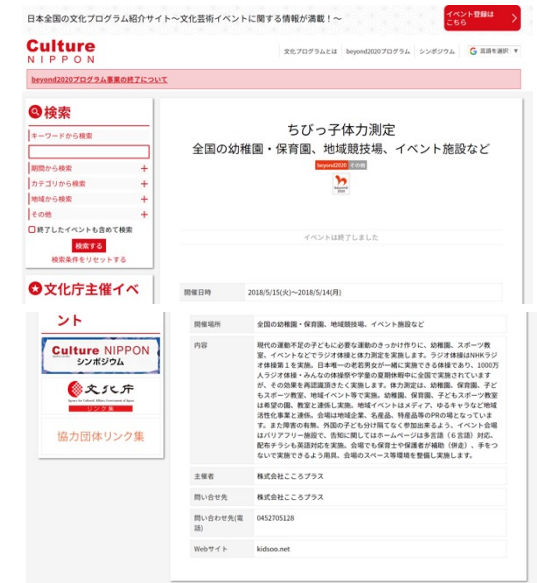 日本全国の文化プログラム紹介サイト～文化芸術イベントに関する情報が満載！～
イベント登録は
こちら
Culture
NIPPON
文化プログラムとは
beyond2020プログラム
シンポジウム
言語を選択
beyond2020プログラム事業の終了について
検索
キーワードから検索
期間から検索
カテゴリから検索
地域から検索
その他
終了したイベントも含めて検索
検索する
検索条件をリセットする
文化庁主催イベ
ント
Culture NIPPON
シンポジウム
文化庁
リンク集
協力団体リンク集
ちびっ子体力測定
全国の幼稚園・保育園、地域競技場、イベント施設など
beyond2020 その他
イベントは終了しました
開催日時
2018/5/15(火)～2018/5/14(月)
開催場所
全国の幼稚園・保育園、地域競技場、イベント施設など
内容
現代の運動不足の子どもに必要な運動のきっかけ作りに、幼稚園、スポーツ教
室、イベントなどでラジオ体操と体力測定を実施します。ラジオ体操はNHKラジ
オ体操第１を実施。日本唯一の老若男女が一緒に実施できる体操であり、1000万
人ラジオ体操・みんなの体操祭や学童の夏期休暇中に全国で実施されています
が、その効果を再認識頂きたく実施します。体力測定は、幼稚園、保育園、子ど
もスポーツ教室、地域イベント等で実施。幼稚園、保育園、子どもスポーツ教室
は希望の園、教室と連係し実施。地域イベントはメディア、ゆるキャラなど地域
活性化事業と連係。会場は地域企業、名産品、特産品等のPRの場となっていま
す。また障害の有無、外国の子ども分け隔てなく参加出来るよう、イベント会場
はバリアフリー施設で、告知に関してはホームページは多言語（６言語）対応、
配布チラシも英語対応を実施。会場でも保育士や保護者が補助（併走）、手をつ
ないで実施できるよう用具、会場のスペース等環境を整備し実施します。
主催者
株式会社こころプラス
問い合せ先
株式会社こころプラス
問い合わせ先(電
話)
0452705128
Webサイト
kidsoo.net